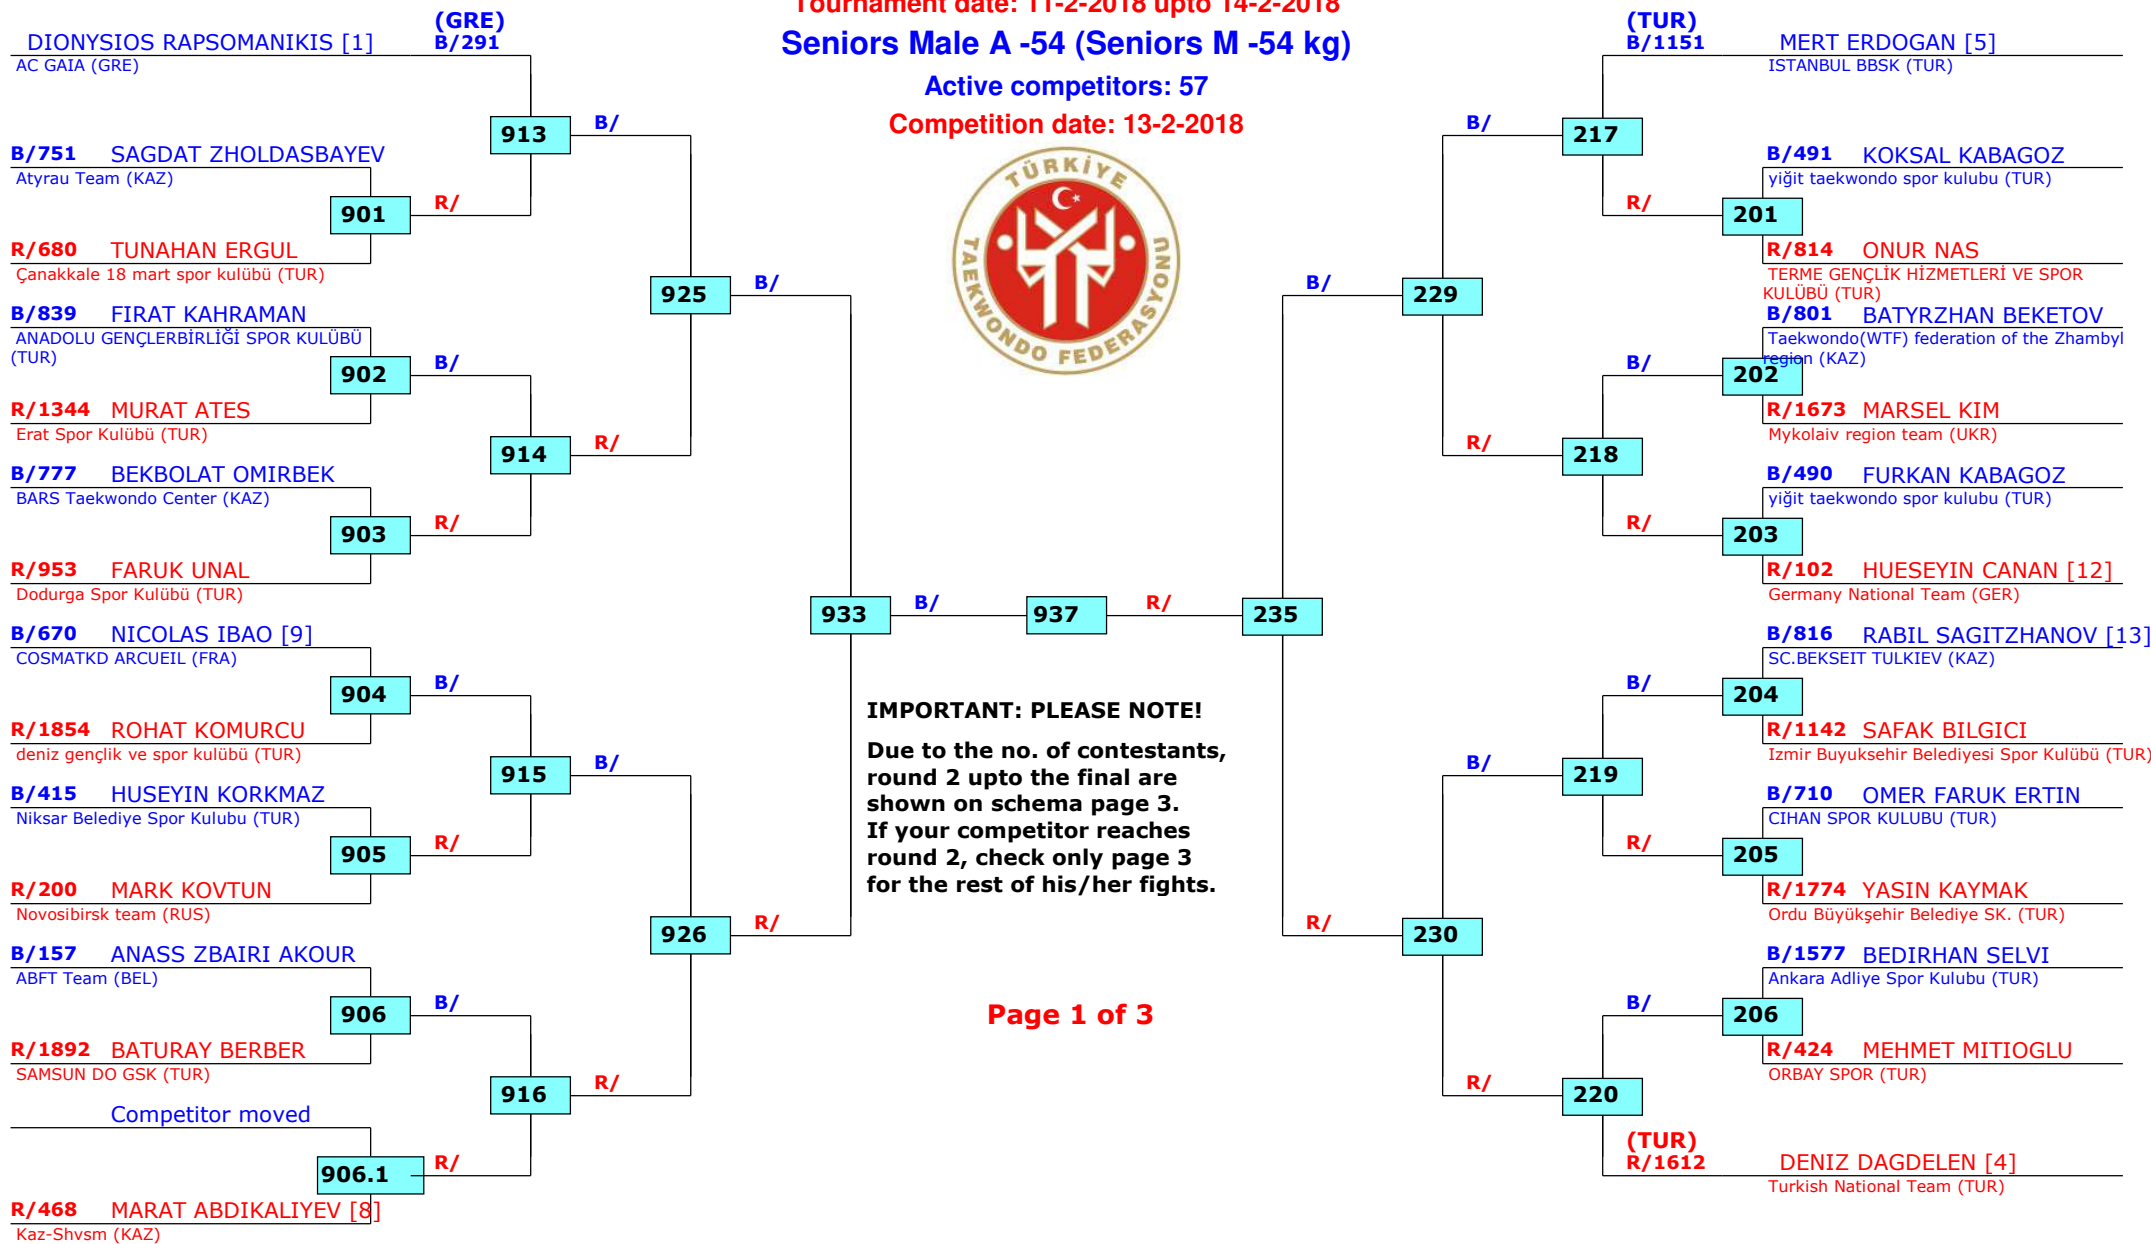 Tournament date: 11-2-2018 upto 14-2-2018
Seniors Male A -54 (Seniors M -54 kg)
Active competitors: 57
Competition date: 13-2-2018
TÜRKİYE
TAEKWONDO FEDERASYONU
(GRE)
DIONYSIOS RAPSOMANIKIS [1] B/291
AC GAIA (GRE)
913 B/
B/751 SAGDAT ZHOLDASBAYEV
Atyrau Team (KAZ)
901 R/
R/680 TUNAHAN ERGUL
Çanakkale 18 mart spor kulübü (TUR)
925 B/
B/839 FIRAT KAHRAMAN
ANADOLU GENÇLERBİRLİĞİ SPOR KULÜBÜ
(TUR)
902 B/
R/1344 MURAT ATES
Erat Spor Kulübü (TUR)
914 R/
B/777 BEKBOLAT OMIRBEK
BARS Taekwondo Center (KAZ)
903 R/
R/953 FARUK UNAL
Dodurga Spor Kulübü (TUR)
933 B/ 937 R/ 235
B/670 NICOLAS IBAO [9]
COSMATKD ARCUEIL (FRA)
904 B/
R/1854 ROHAT KOMURCU
deniz gençlik ve spor kulübü (TUR)
915 B/
B/415 HUSEYIN KORKMAZ
Niksar Belediye Spor Kulubu (TUR)
905 R/
R/200 MARK KOVTUN
Novosibirsk team (RUS)
926 R/
B/157 ANASS ZBAIRI AKOUR
ABFT Team (BEL)
906 B/
R/1892 BATURAY BERBER
SAMSUN DO GSK (TUR)
916 R/
Competitor moved
906.1 R/
R/468 MARAT ABDIKALIYEV [8]
Kaz-Shvsm (KAZ)
IMPORTANT: PLEASE NOTE!
Due to the no. of contestants,
round 2 upto the final are
shown on schema page 3.
If your competitor reaches
round 2, check only page 3
for the rest of his/her fights.
Page 1 of 3
(TUR)
B/1151 MERT ERDOGAN [5]
ISTANBUL BBSK (TUR)
B/ 217
B/491 KOKSAL KABAGOZ
yiğit taekwondo spor kulubu (TUR)
R/ 201
R/814 ONUR NAS
TERME GENÇLİK HİZMETLERİ VE SPOR
KULÜBÜ (TUR)
B/ 229
B/801 BATYRZHAN BEKETOV
Taekwondo(WTF) federation of the Zhambyl
region (KAZ)
B/ 202
R/1673 MARSEL KIM
Mykolaiv region team (UKR)
R/ 218
B/490 FURKAN KABAGOZ
yiğit taekwondo spor kulubu (TUR)
R/ 203
R/102 HUESEYIN CANAN [12]
Germany National Team (GER)
B/816 RABIL SAGITZHANOV [13]
SC.BEKSEIT TULKIEV (KAZ)
B/ 204
R/1142 SAFAK BILGICI
Izmir Buyuksehir Belediyesi Spor Kulübü (TUR)
B/ 219
B/710 OMER FARUK ERTIN
CIHAN SPOR KULUBU (TUR)
R/ 205
R/1774 YASIN KAYMAK
Ordu Büyükşehir Belediye SK. (TUR)
R/ 230
B/1577 BEDIRHAN SELVI
Ankara Adliye Spor Kulubu (TUR)
B/ 206
R/424 MEHMET MITIOGLU
ORBAY SPOR (TUR)
R/ 220
(TUR)
R/1612 DENIZ DAGDELEN [4]
Turkish National Team (TUR)